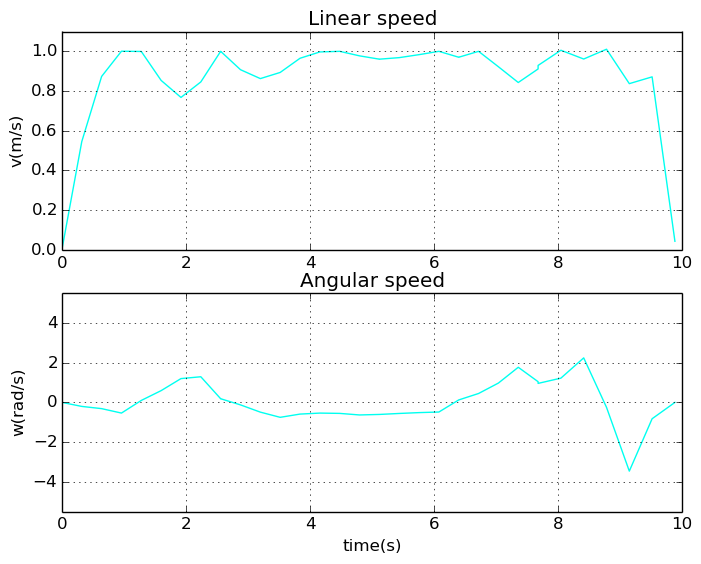 Linear speed
1.0
0.8
0.6
0.4
0.2
0.0
v(m/s)
0 2 4 6 8 10
Angular speed
4
2
0
−2
−4
w(rad/s)
0 2 4 6 8 10
time(s)